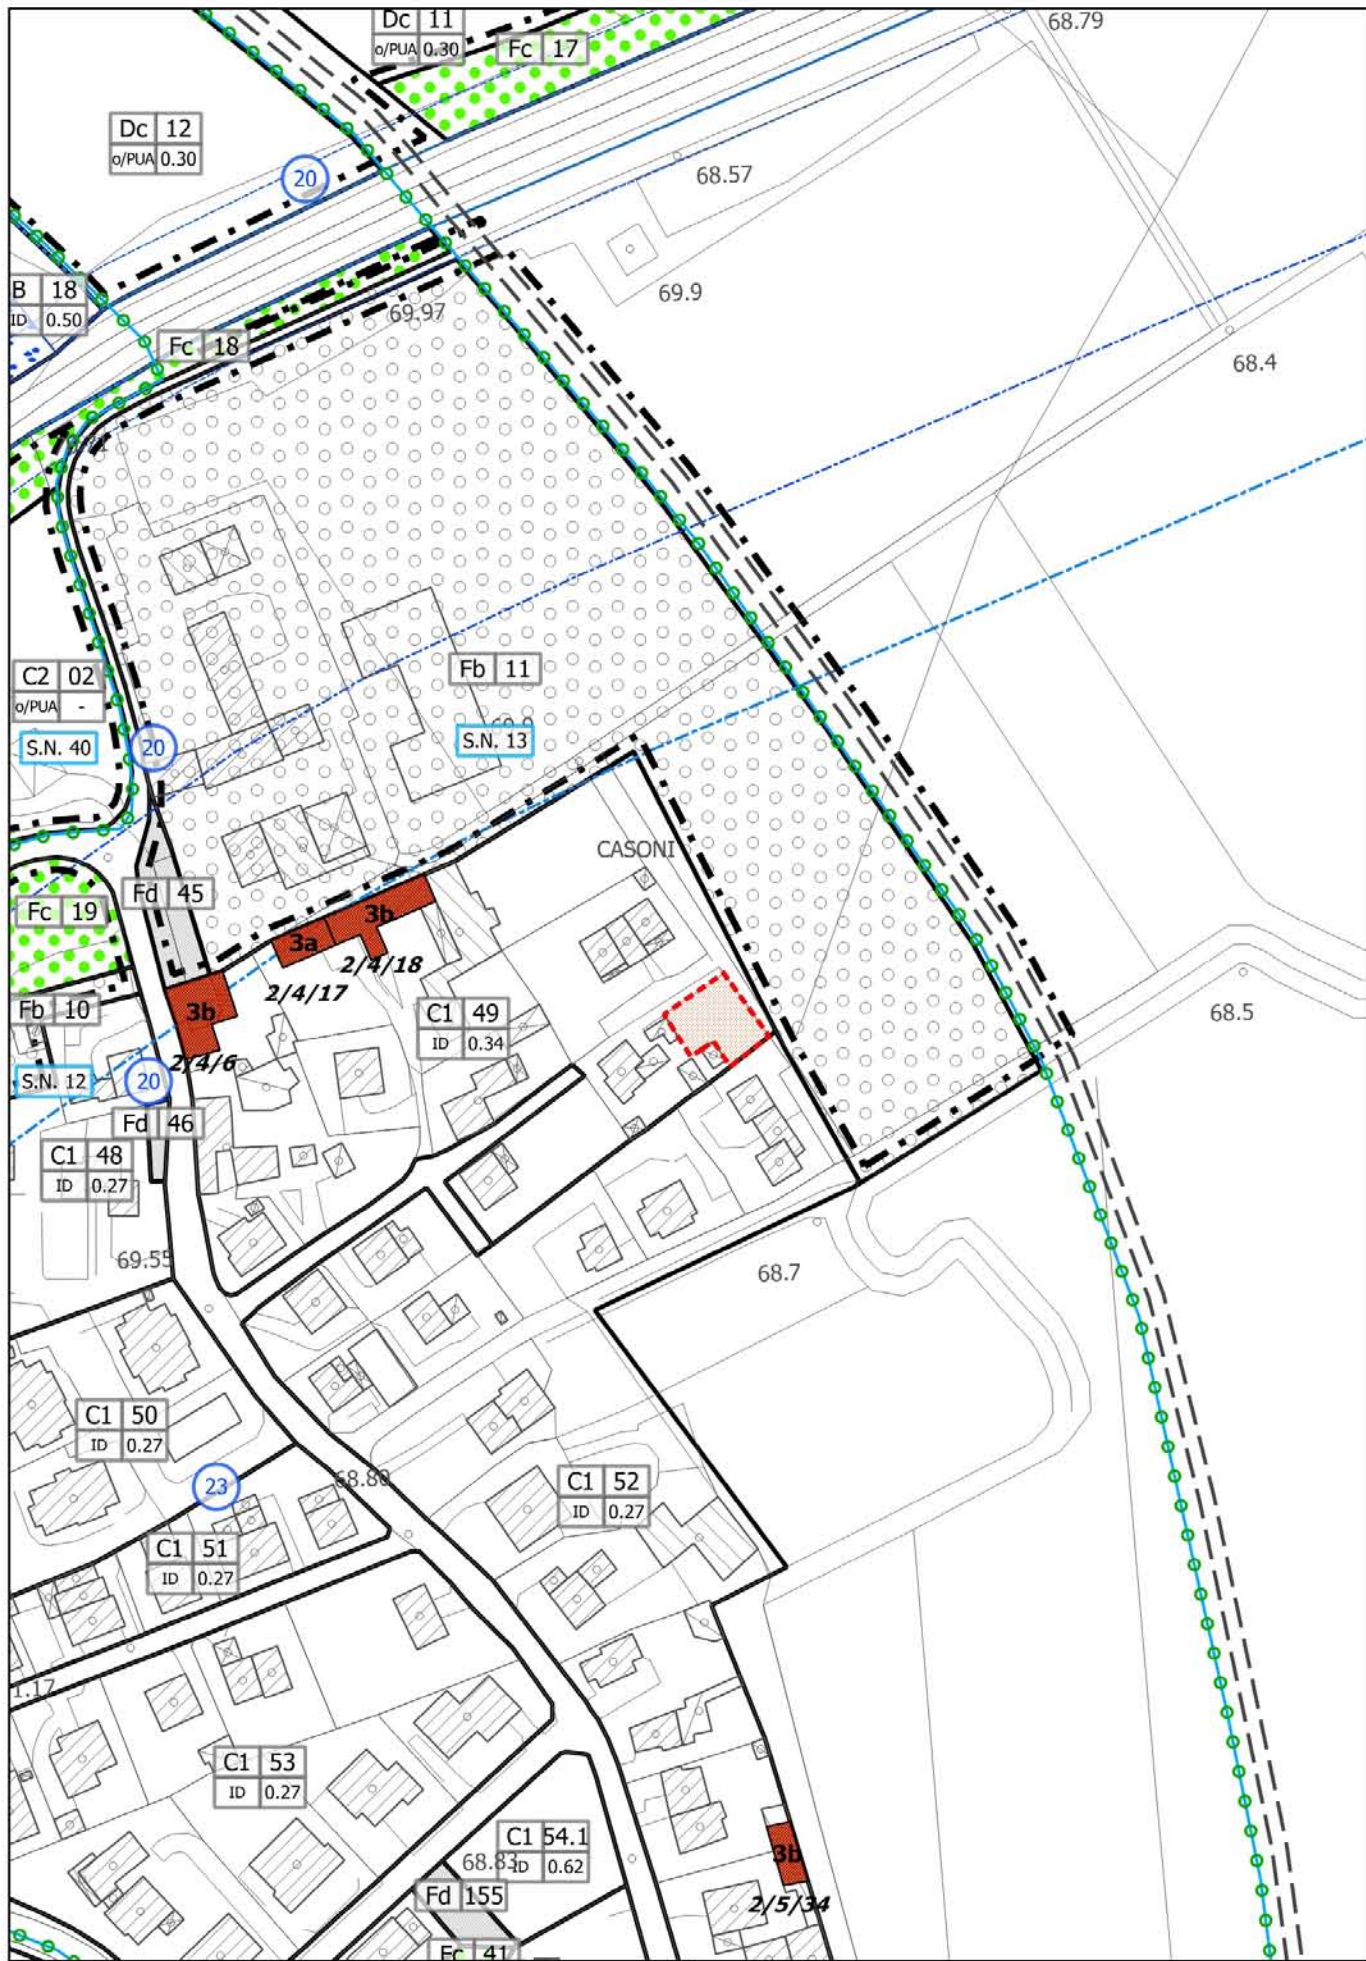 Dc 11
o/PUA 0.30
Fc 17
68.79
Dc 12
o/PUA 0.30
20
68.57
B 18
ID 0.50
69.9
69.97
Fc 18
68.4
C2 02
o/PUA -
Fb 11
S.N. 40
20
S.N. 13
CASONI
Fd 45
Fc 19
3b
3a
2/4/18
2/4/17
3b
Fb 10
C1 49
ID 0.34
68.5
2/4/6
S.N. 12
20
Fd 46
C1 48
ID 0.27
69.55
68.7
C1 50
ID 0.27
23
68.80
C1 52
ID 0.27
C1 51
ID 0.27
1.17
C1 53
ID 0.27
C1 54.1
68.83
ID 0.62
3b
Fd 155
2/5/34
Fc 41